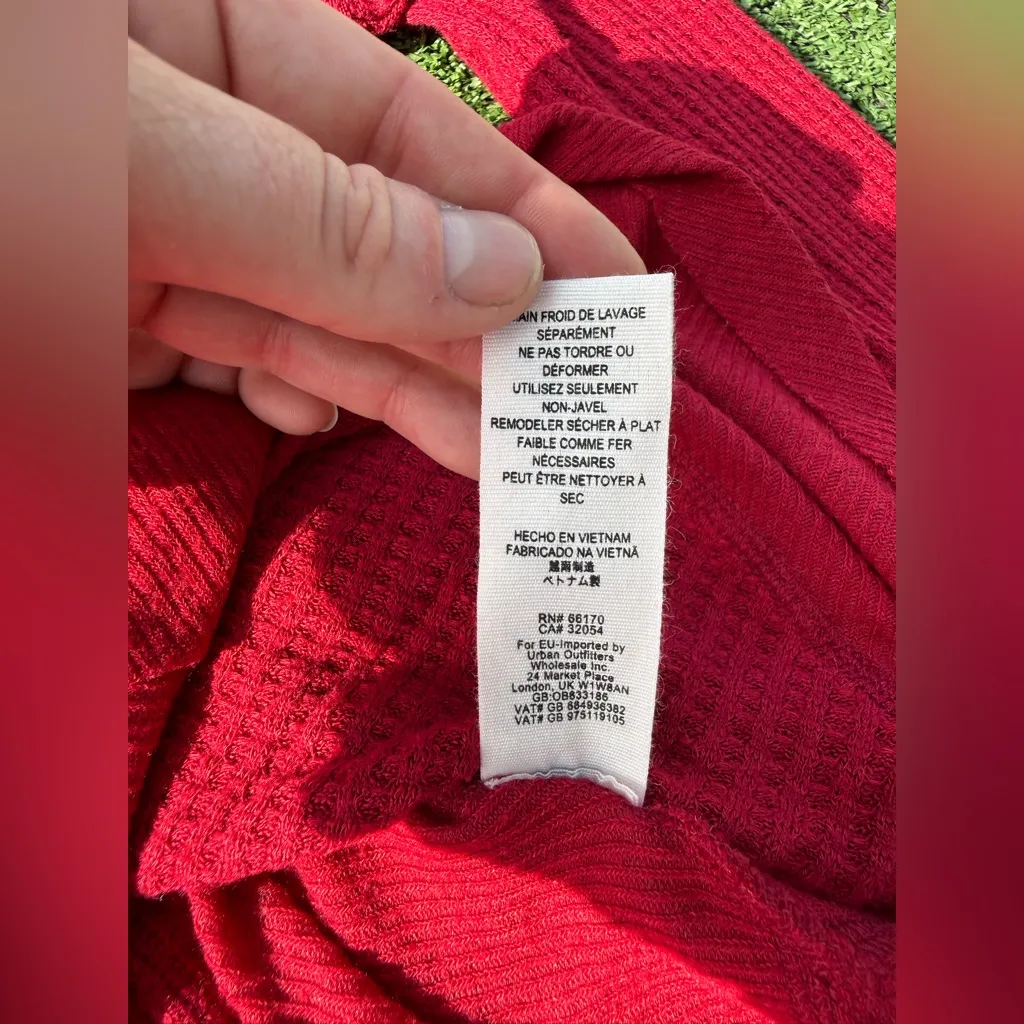 FROID DE LAVAGE
SÉPARÉMENT
NE PAS TORDRE OU
DÉFORMER
UTILISEZ SEULEMENT
NON-JAVEL
REMODELER SÉCHER À PLAT
FAIBLE COMME FER
NÉCESSAIRES
PEUT ÊTRE NETTOYER À
SEC
HECHO EN VIETNAM
FABRICADO NA VIETNÃ
越南制造
ベトナム製
RN# 66170
CA# 32054
For EU-Imported by
Urban Outfitters
Wholesale Inc.
24 Market Place
London, UK W1W8AN
GB:OB833186
VAT# GB 684936382
VAT# GB 975119105